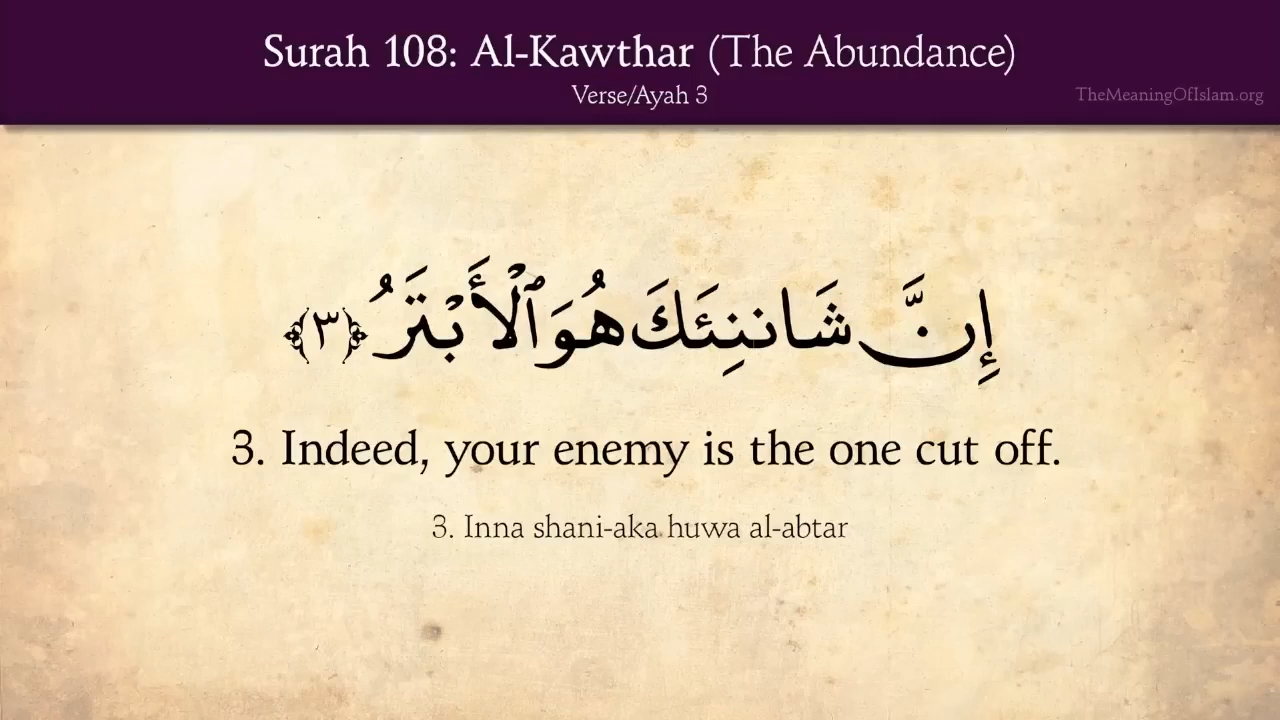 Surah 108: Al-Kawthar (The Abundance)
Verse/Ayah 3
TheMeaningOfIslam.org
إِنَّ شَاننِئَكَ هُوَ ٱلْأَبْتَرُ ﴿٣﴾
3. Indeed, your enemy is the one cut off.
3. Inna shani-aka huwa al-abtar